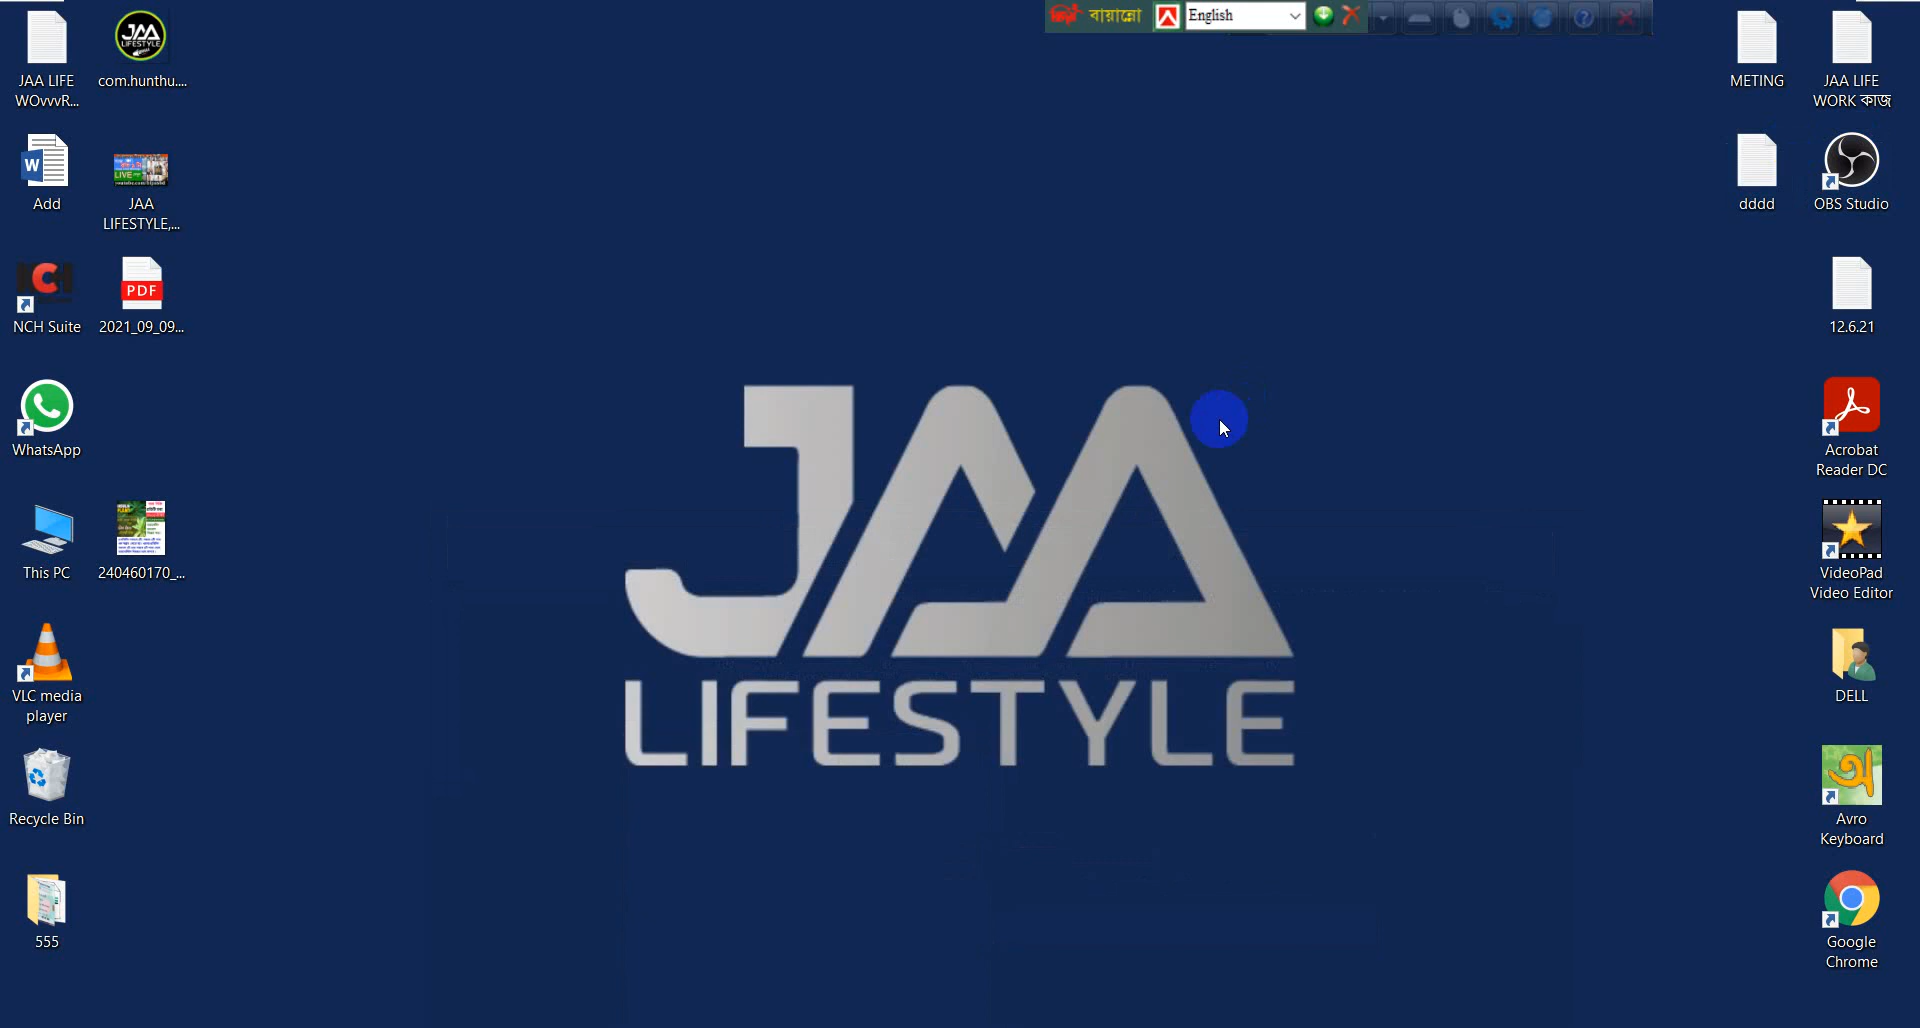 বায়ান্নো
English
JAA LIFE
WOvvvR...
com.hunthu....
METING
JAA LIFE
WORK কাজ
Add
JAA
LIFESTYLE,...
dddd
OBS Studio
NCH Suite
PDF
2021_09_09...
12.6.21
WhatsApp
Acrobat
Reader DC
This PC
240460170_...
VideoPad
Video Editor
VLC media
player
DELL
Recycle Bin
অ
Avro
Keyboard
555
Google
Chrome
JAA
LIFESTYLE